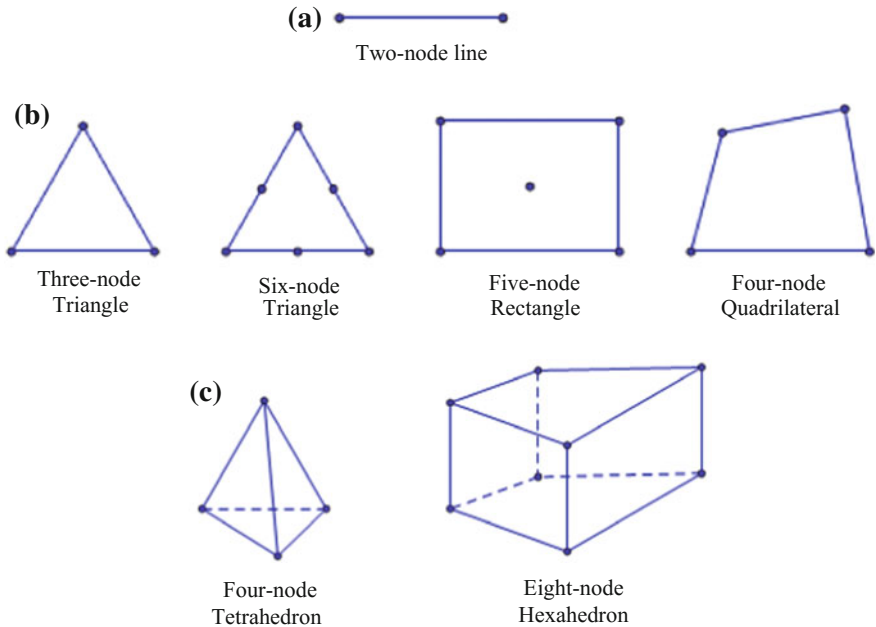 (a)
Two-node line
(b)
Three-node
Triangle
Six-node
Triangle
Five-node
Rectangle
Four-node
Quadrilateral
(c)
Four-node
Tetrahedron
Eight-node
Hexahedron